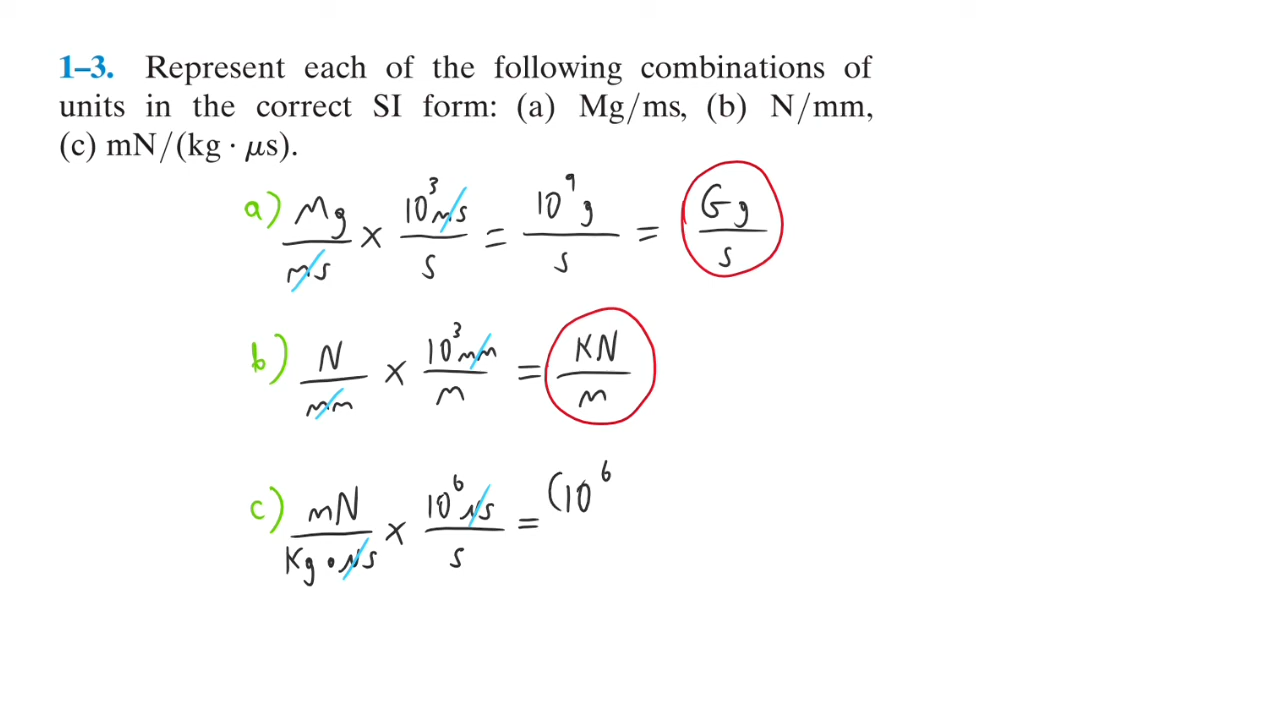 1–3. Represent each of the following combinations of
units in the correct SI form: (a) Mg/ms, (b) N/mm,
(c) mN/(kg · μs).
a) Mg/ms × 10³ms/s = 10⁹g/s = Gg/s
b) N/mm × 10³mm/m = KN/m
c) mN/Kg•μs × 10⁶μs/s = (10⁶